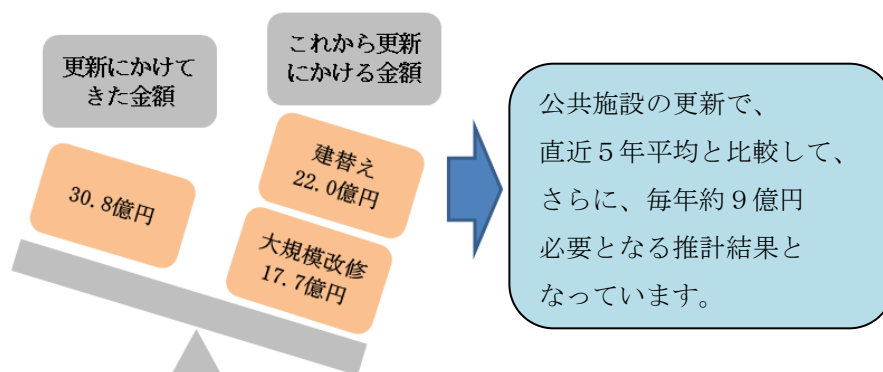 更新にかけて
きた金額
これから更新
にかける金額
30.8億円
建替え
22.0億円
大規模改修
17.7億円
公共施設の更新で、
直近５年平均と比較して、
さらに、毎年約９億円
必要となる推計結果と
なっています。